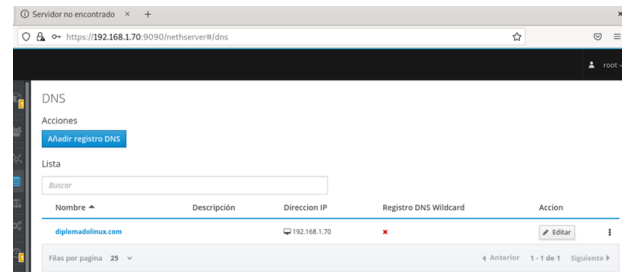 Servidor no encontrado × +
https://192.168.1.70:9090/nethserver#/dns
root
DNS
Acciones
Añadir registro DNS
Lista
Buscar
Nombre Descripción Direccion IP Registro DNS Wildcard Accion
diplomadolinux.com 192.168.1.70 Editar
Filas por pagina 25 Anterior 1 - 1 de 1 Siguiente